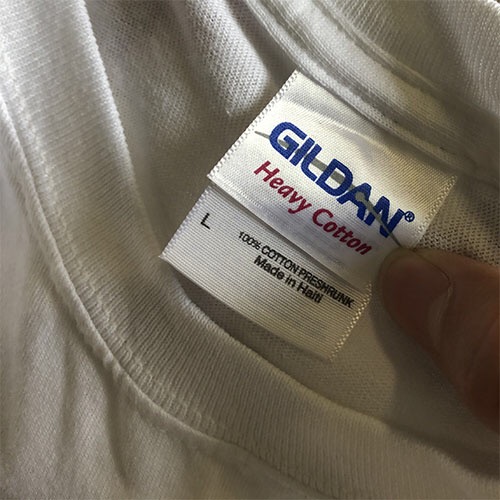 GILDAN®
Heavy Cotton
L
100% COTTON PRESHRUNK
Made in Haiti